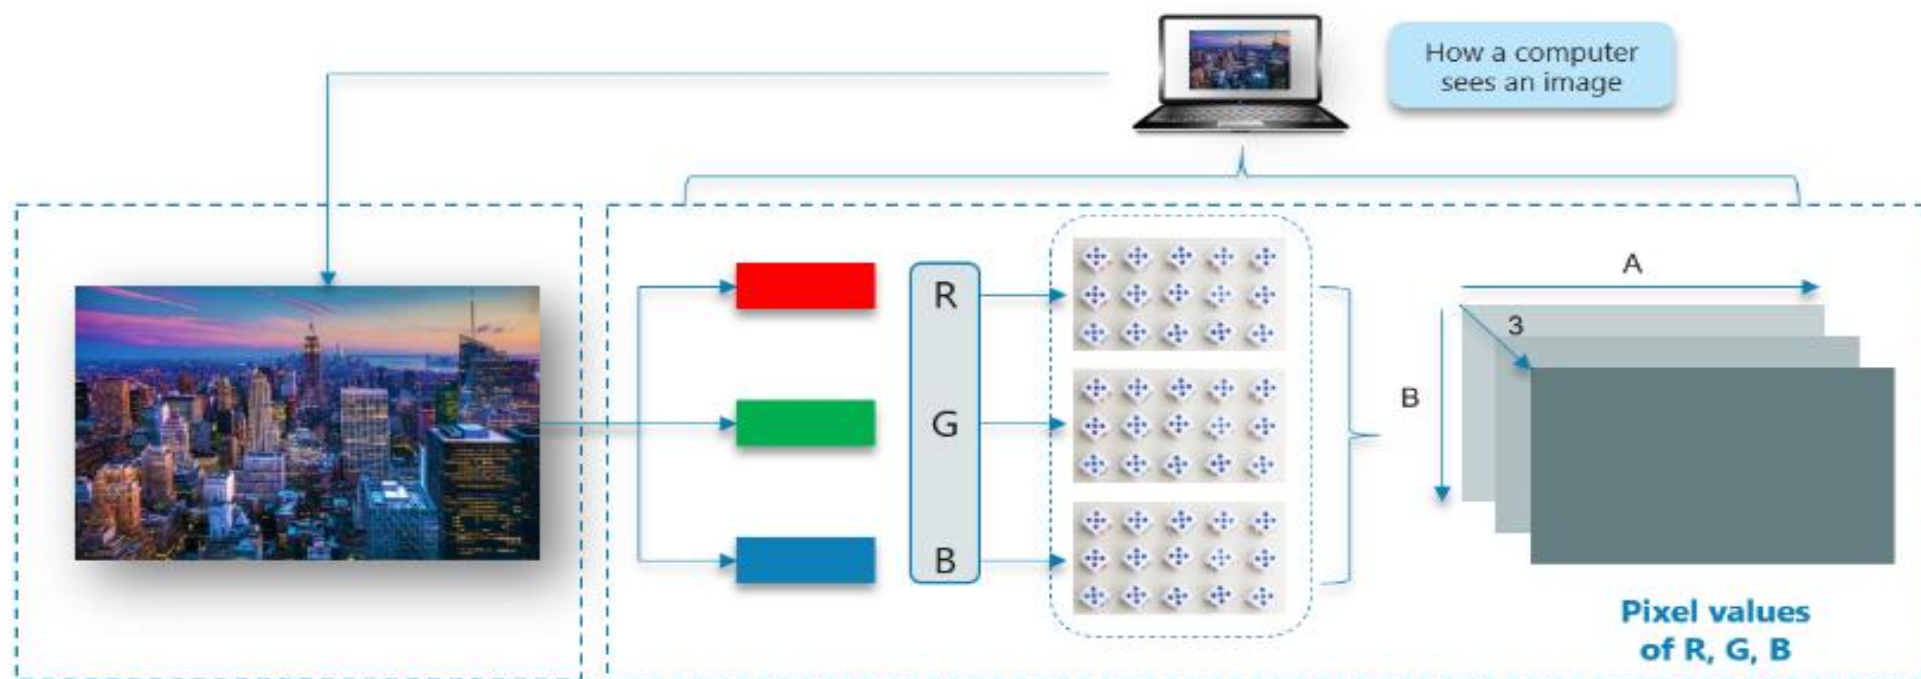 How a computer
sees an image
A
3
B
R
G
B
Pixel values
of R, G, B